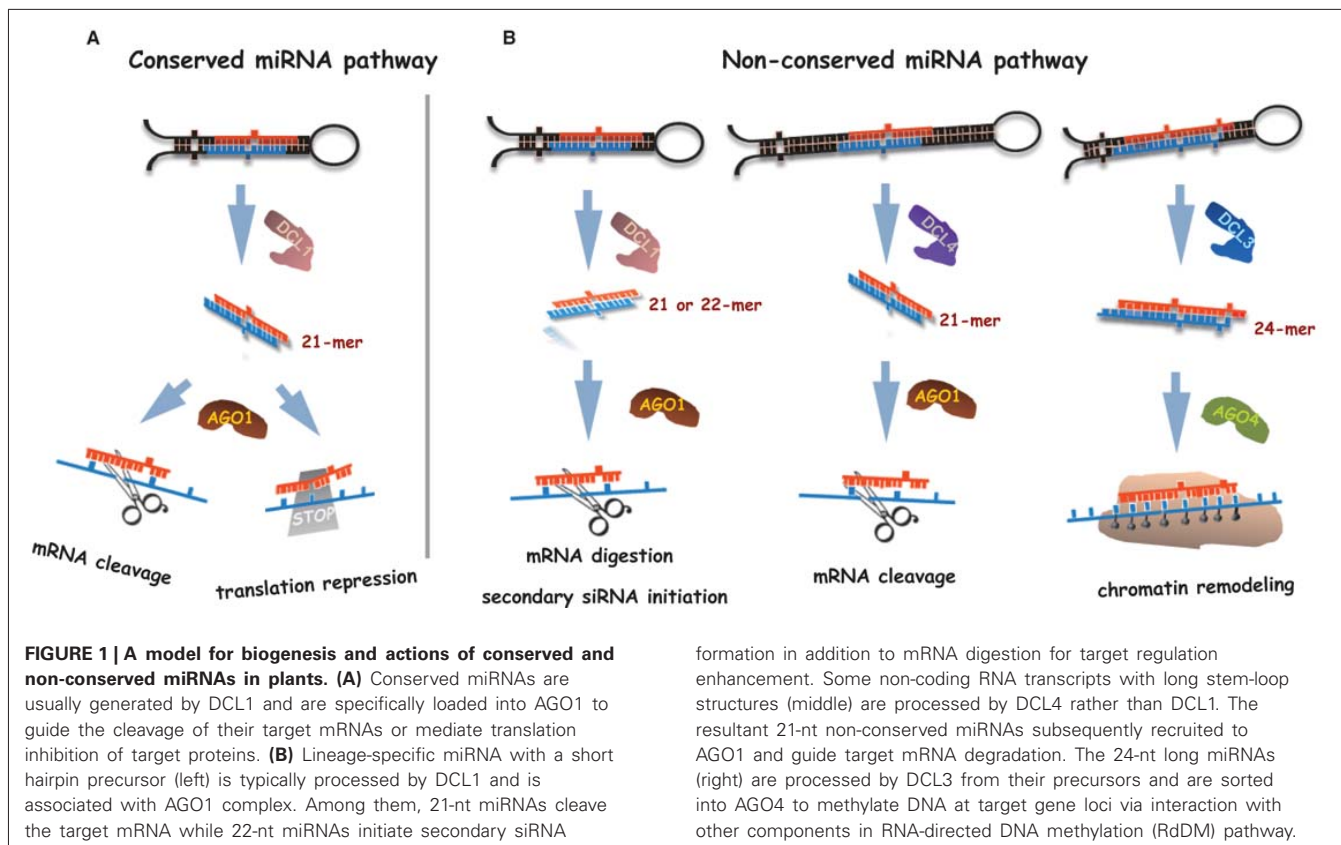 A
Conserved miRNA pathway
DCL1
21-mer
AGO1
STOP
mRNA cleavage
translation repression
B
Non-conserved miRNA pathway
DCL1
DCL4
DCL3
21 or 22-mer
21-mer
24-mer
AGO1
AGO1
AGO4
mRNA digestion
secondary siRNA initiation
mRNA cleavage
chromatin remodeling
FIGURE 1 | A model for biogenesis and actions of conserved and
non-conserved miRNAs in plants. (A) Conserved miRNAs are
usually generated by DCL1 and are specifically loaded into AGO1 to
guide the cleavage of their target mRNAs or mediate translation
inhibition of target proteins. (B) Lineage-specific miRNA with a short
hairpin precursor (left) is typically processed by DCL1 and is
associated with AGO1 complex. Among them, 21-nt miRNAs cleave
the target mRNA while 22-nt miRNAs initiate secondary siRNA
formation in addition to mRNA digestion for target regulation
enhancement. Some non-coding RNA transcripts with long stem-loop
structures (middle) are processed by DCL4 rather than DCL1. The
resultant 21-nt non-conserved miRNAs subsequently recruited to
AGO1 and guide target mRNA degradation. The 24-nt long miRNAs
(right) are processed by DCL3 from their precursors and are sorted
into AGO4 to methylate DNA at target gene loci via interaction with
other components in RNA-directed DNA methylation (RdDM) pathway.